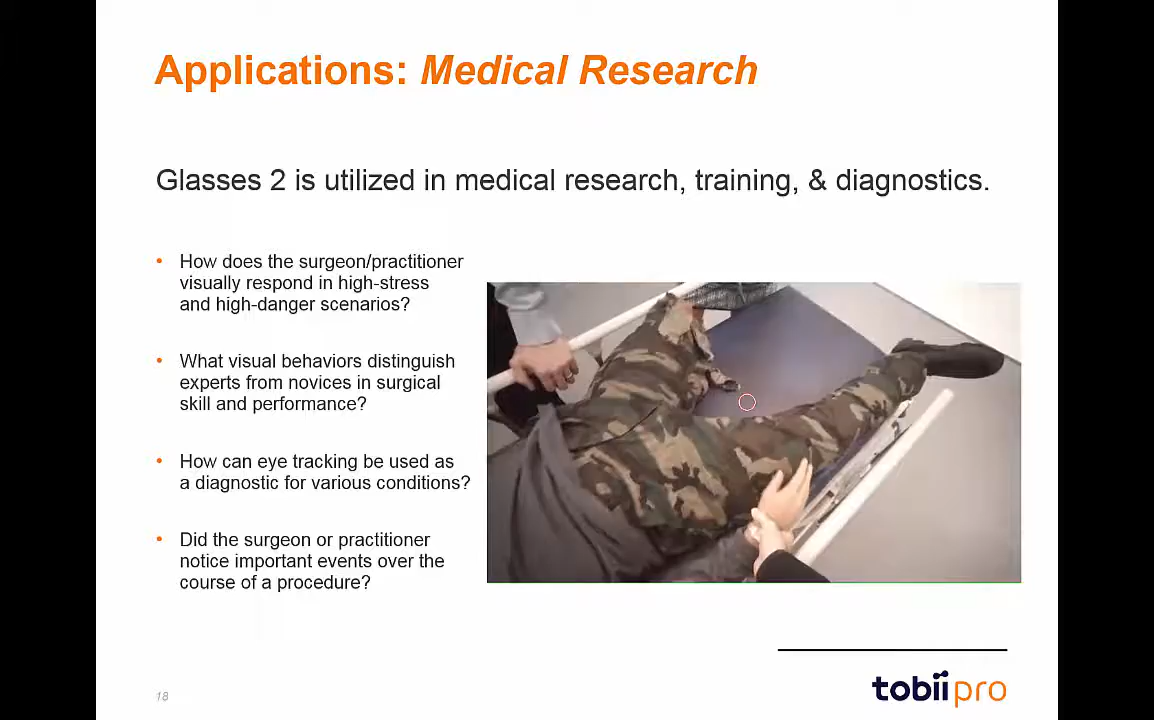 Applications: Medical Research
Glasses 2 is utilized in medical research, training, & diagnostics.
• How does the surgeon/practitioner
visually respond in high-stress
and high-danger scenarios?
• What visual behaviors distinguish
experts from novices in surgical
skill and performance?
• How can eye tracking be used as
a diagnostic for various conditions?
• Did the surgeon or practitioner
notice important events over the
course of a procedure?
18
tobii pro